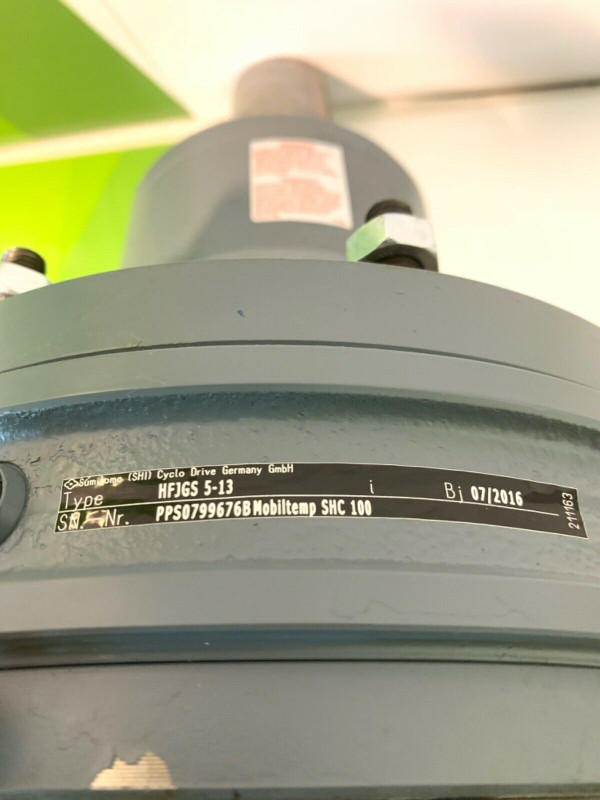 Sumitomo (SHI) Cyclo Drive Germany GmbH
Type HFJGS 5-13 i Bj 07/2016
Nr. PPS0799676B Mobiltemp SHC 100
211163